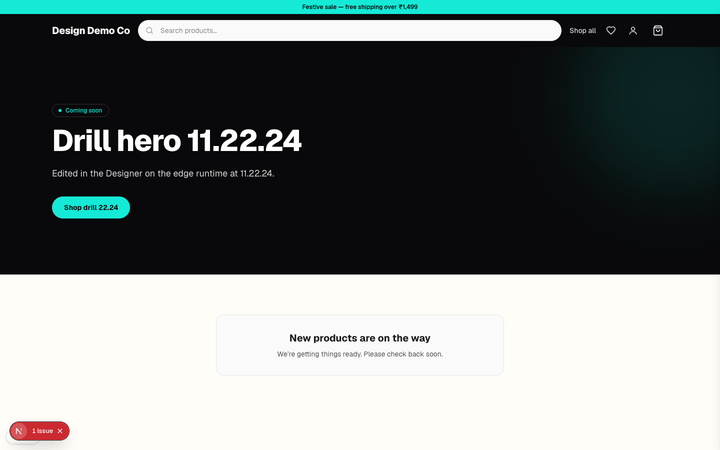 Festive sale — free shipping over ₹1,499
Design Demo Co
Search products…
Shop all
Coming soon
Drill hero 11.22.24
Edited in the Designer on the edge runtime at 11.22.24.
Shop drill 22.24
New products are on the way
We're getting things ready. Please check back soon.
N
1 Issue